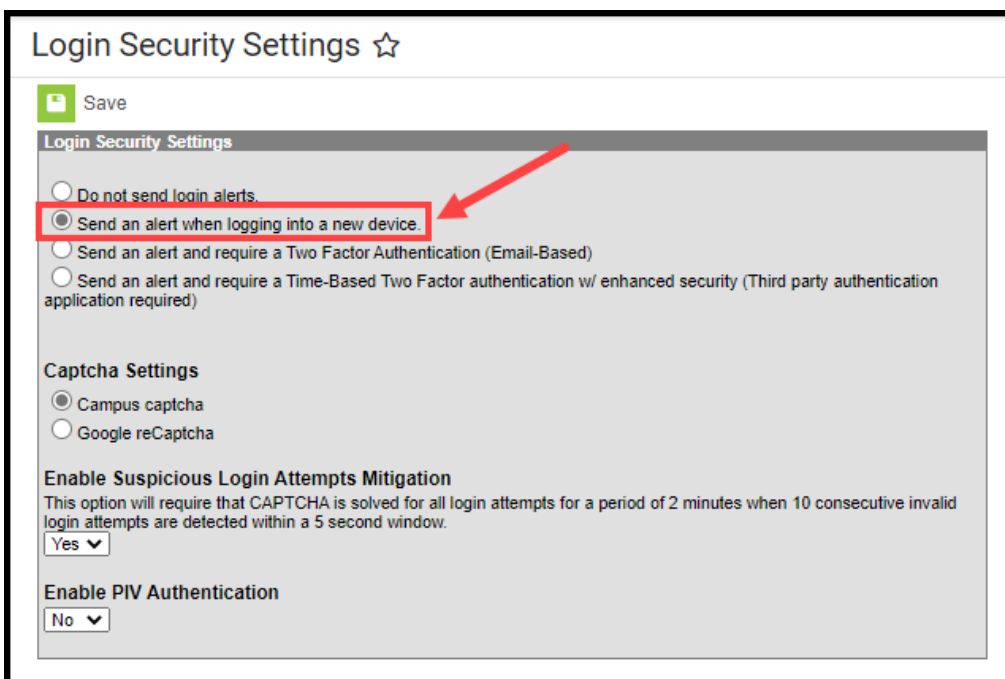 Login Security Settings
Save
Login Security Settings
Do not send login alerts.
Send an alert when logging into a new device.
Send an alert and require a Two Factor Authentication (Email-Based)
Send an alert and require a Time-Based Two Factor authentication w/ enhanced security (Third party authentication
application required)
Captcha Settings
Campus captcha
Google reCaptcha
Enable Suspicious Login Attempts Mitigation
This option will require that CAPTCHA is solved for all login attempts for a period of 2 minutes when 10 consecutive invalid
login attempts are detected within a 5 second window.
Yes
Enable PIV Authentication
No